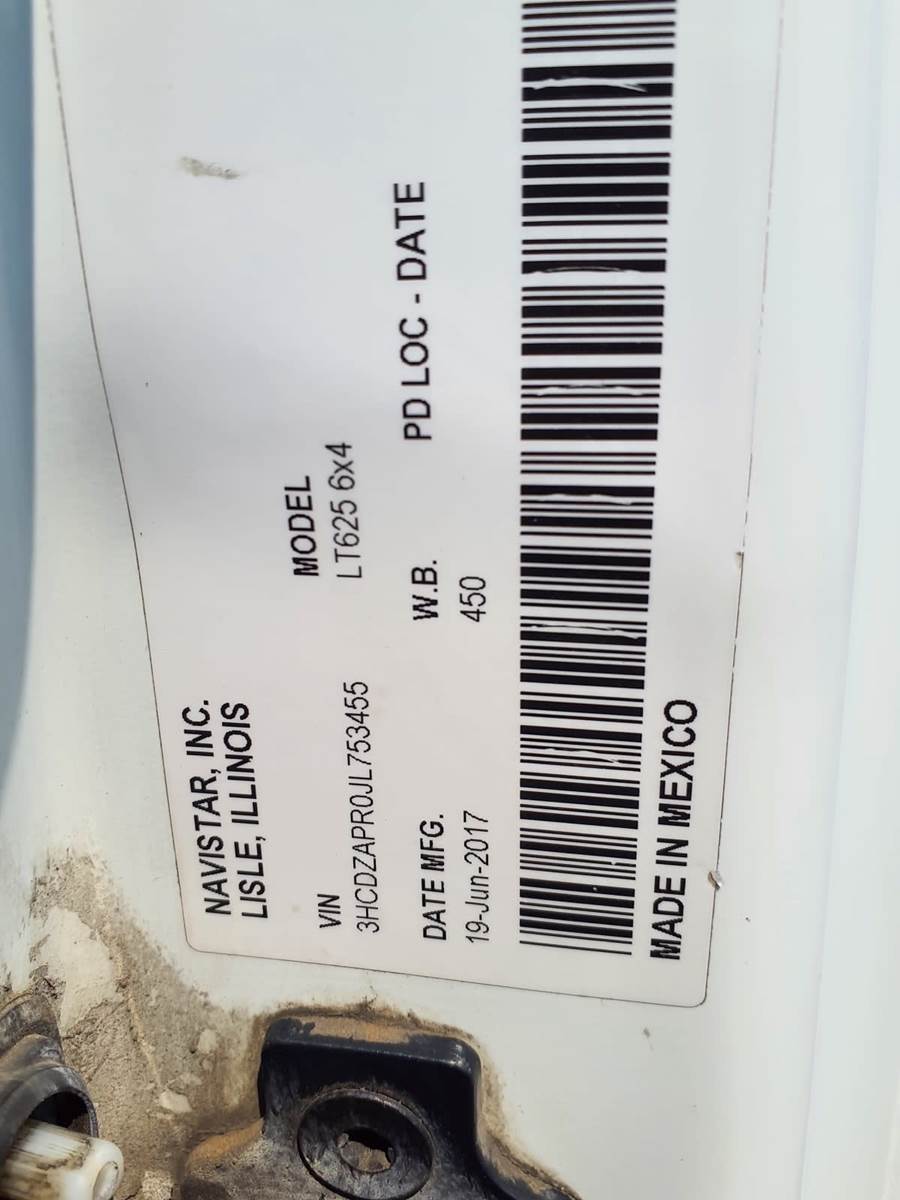 NAVISTAR, INC.
LISLE, ILLINOIS
VIN MODEL
3HCDZAPR0JL753455 LT625 6x4
DATE MFG. W.B. PD LOC - DATE
19-Jun-2017 450
MADE IN MEXICO